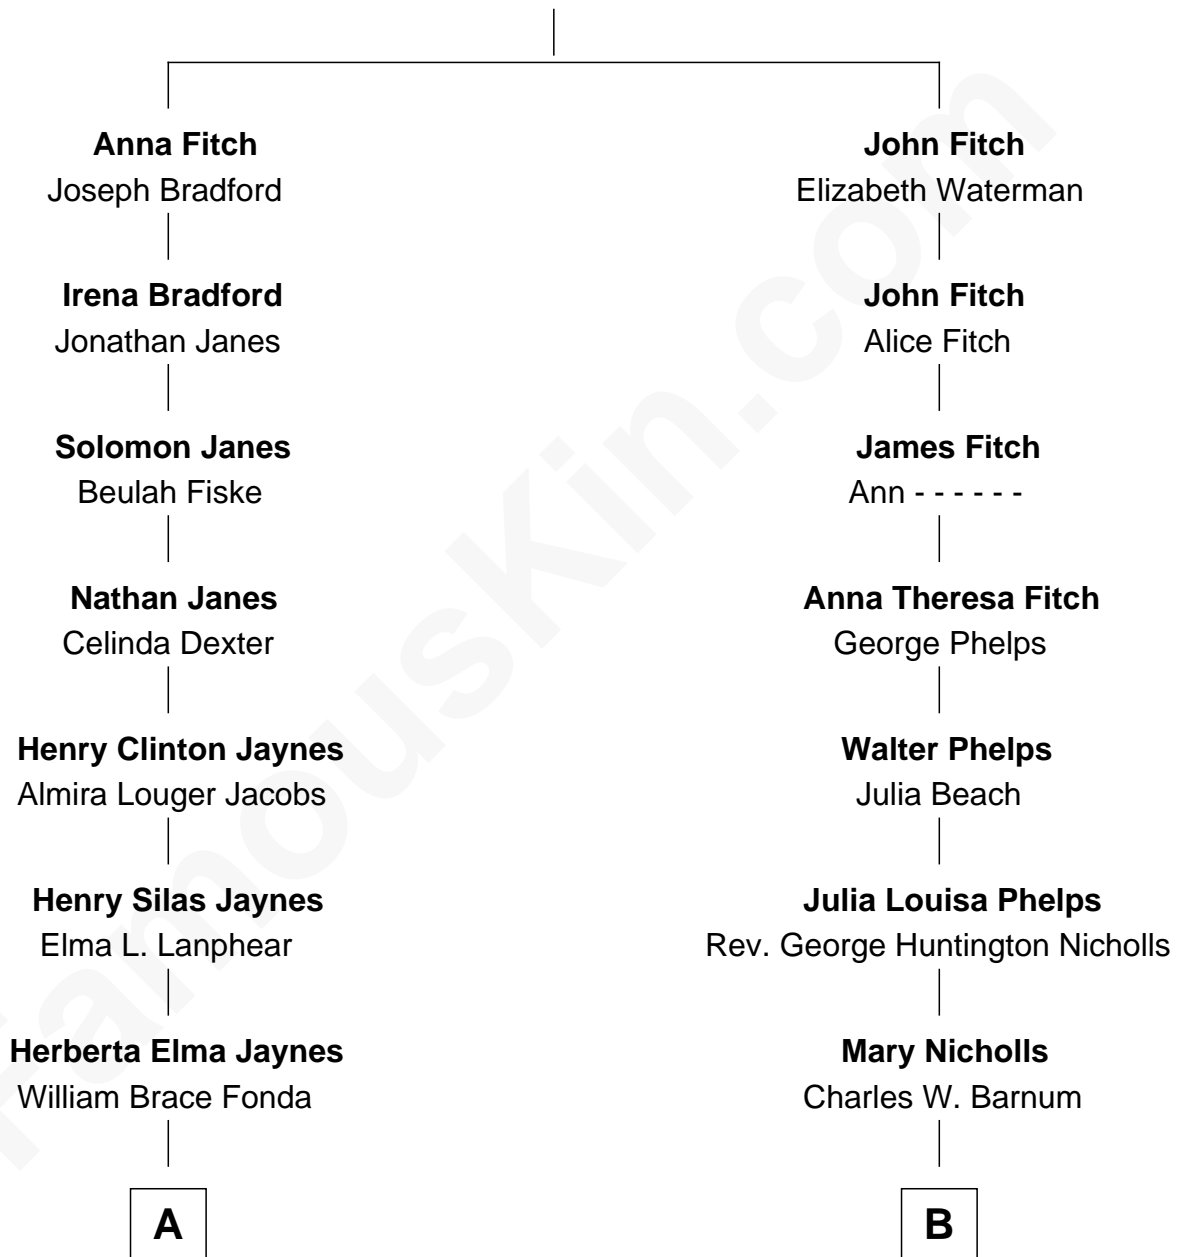 Anna Fitch
Joseph Bradford
John Fitch
Elizabeth Waterman
Irena Bradford
Jonathan Janes
John Fitch
Alice Fitch
Solomon Janes
Beulah Fiske
James Fitch
Ann - - - - - -
Nathan Janes
Celinda Dexter
Anna Theresa Fitch
George Phelps
Henry Clinton Jaynes
Almira Louger Jacobs
Walter Phelps
Julia Beach
Henry Silas Jaynes
Elma L. Lanphear
Julia Louisa Phelps
Rev. George Huntington Nicholls
Herberta Elma Jaynes
William Brace Fonda
Mary Nicholls
Charles W. Barnum
A
B
FamousKin.com